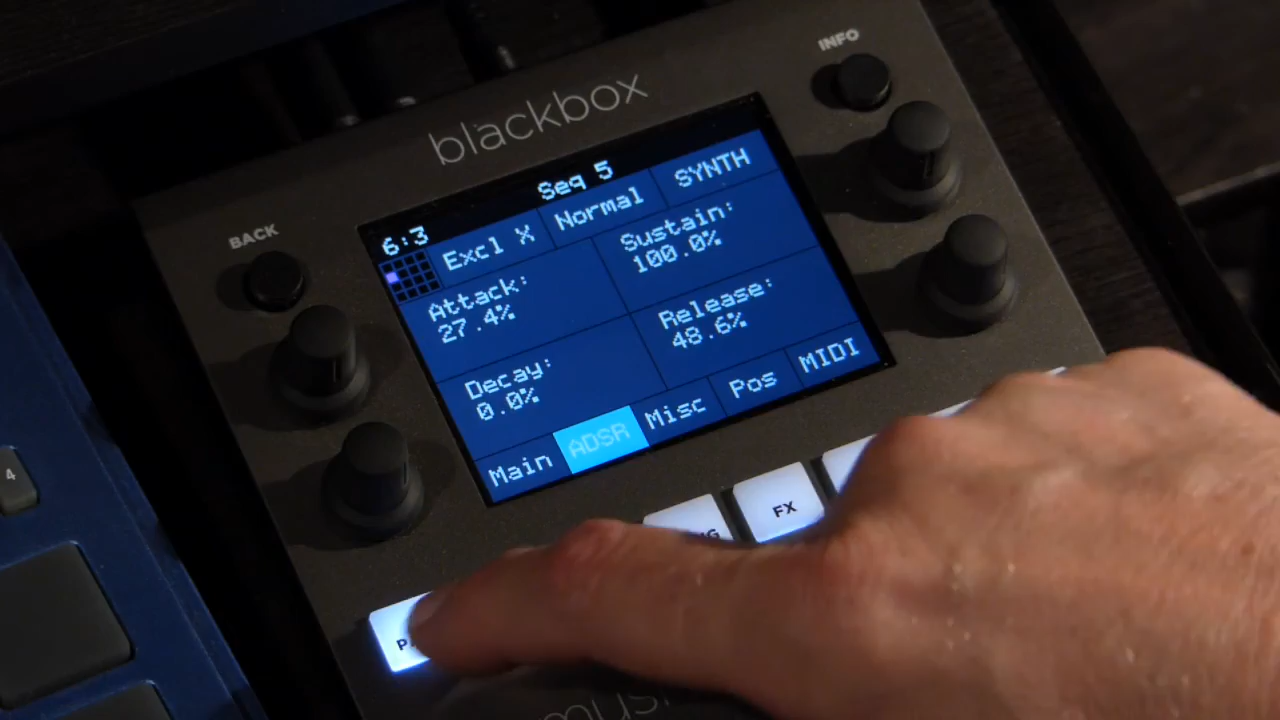 INFO
blackbox
BACK
Seq 5
6:3 Excl X Normal SYNTH
Attack:
27.4%
Sustain:
100.0%
Decay:
0.0%
Release:
48.6%
Main ADSR Misc Pos MIDI
FX
4